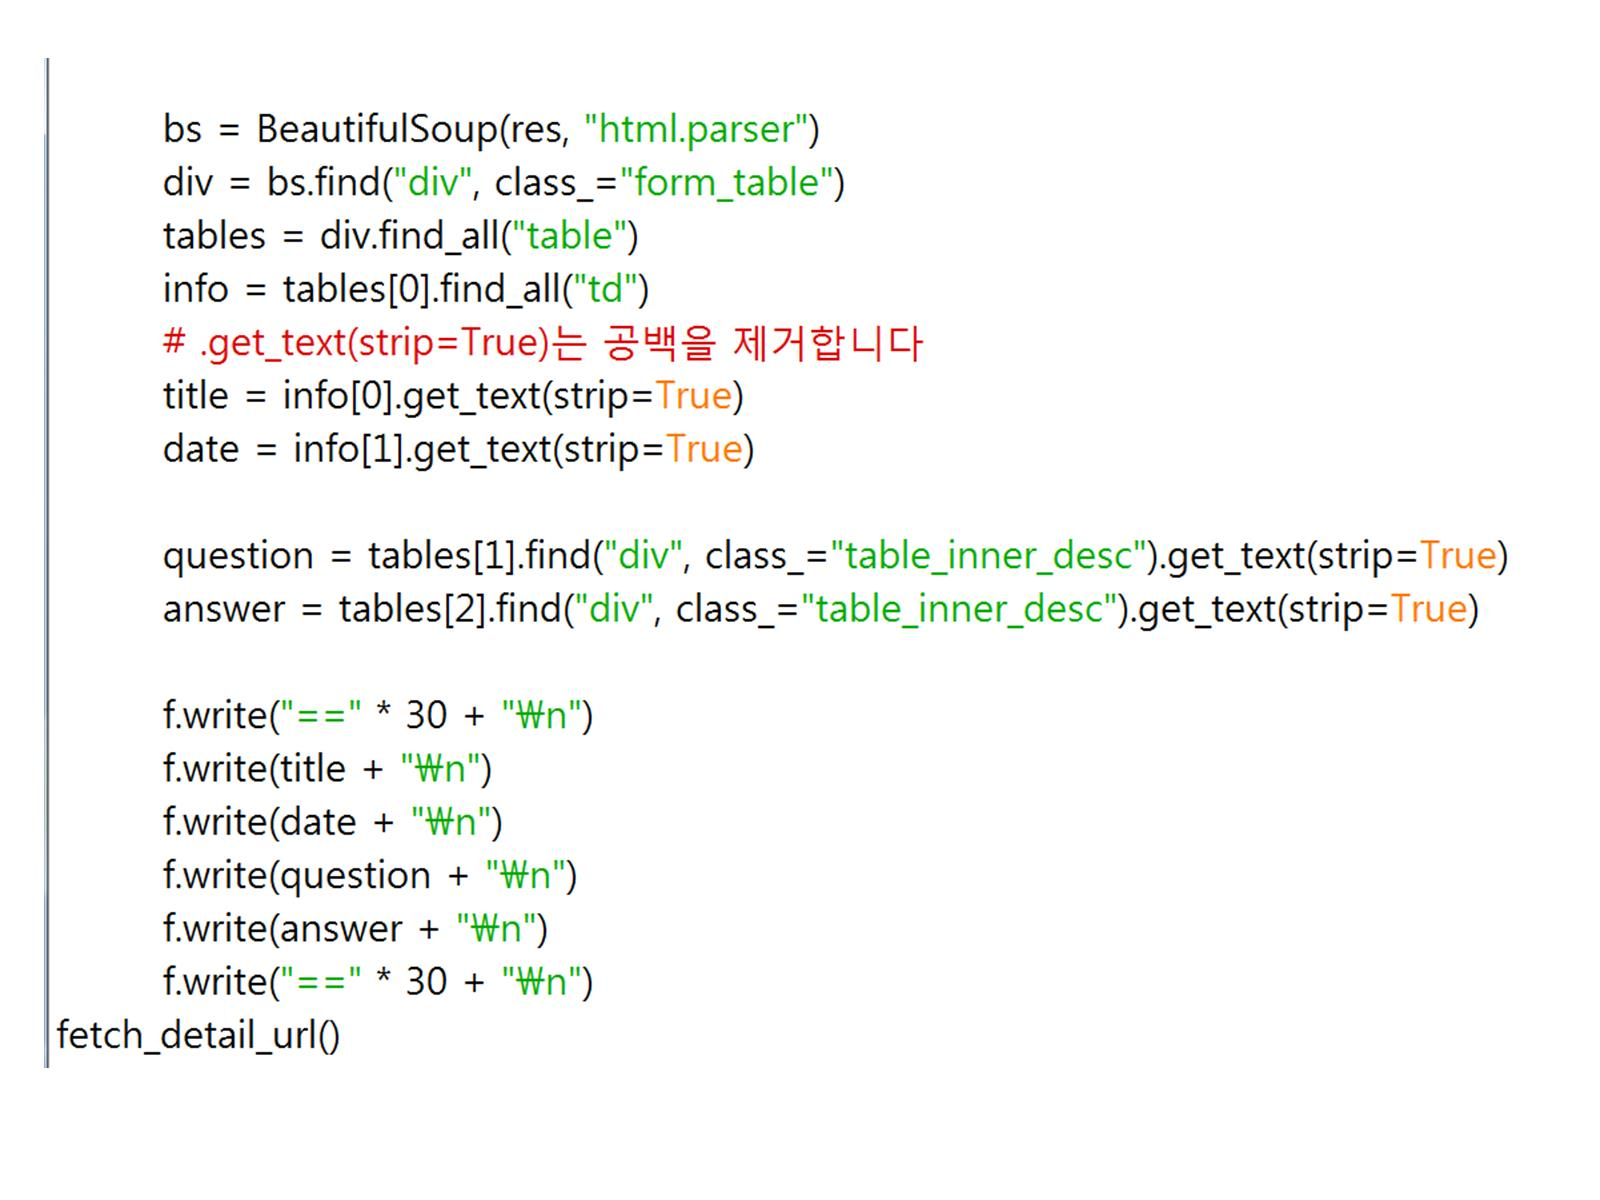 bs = BeautifulSoup(res, "html.parser")
div = bs.find("div", class_="form_table")
tables = div.find_all("table")
info = tables[0].find_all("td")
# .get_text(strip=True)는 공백을 제거합니다
title = info[0].get_text(strip=True)
date = info[1].get_text(strip=True)
question = tables[1].find("div", class_="table_inner_desc").get_text(strip=True)
answer = tables[2].find("div", class_="table_inner_desc").get_text(strip=True)
f.write("==" * 30 + "₩n")
f.write(title + "₩n")
f.write(date + "₩n")
f.write(question + "₩n")
f.write(answer + "₩n")
f.write("==" * 30 + "₩n")
fetch_detail_url()